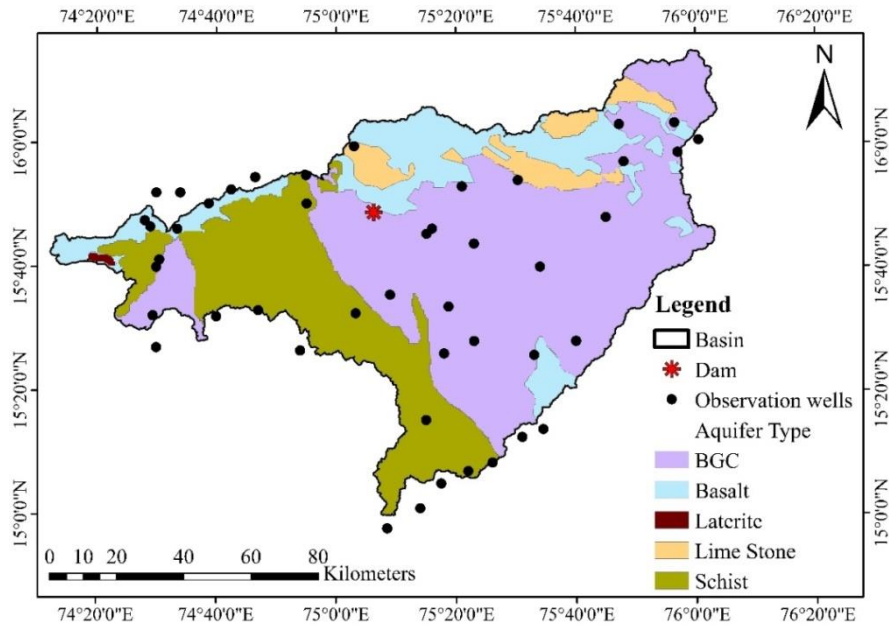 74°20'0"E 74°40'0"E 75°0'0"E 75°20'0"E 75°40'0"E 76°0'0"E 76°20'0"E
N
16°0'0"N 16°0'0"N
15°40'0"N 15°40'0"N
15°20'0"N 15°20'0"N
15°0'0"N 15°0'0"N
Legend
Basin
Dam
Observation wells
Aquifer Type
BGC
Basalt
Laterite
Lime Stone
Schist
0 10 20 40 60 80
Kilometers
74°20'0"E 74°40'0"E 75°0'0"E 75°20'0"E 75°40'0"E 76°0'0"E 76°20'0"E